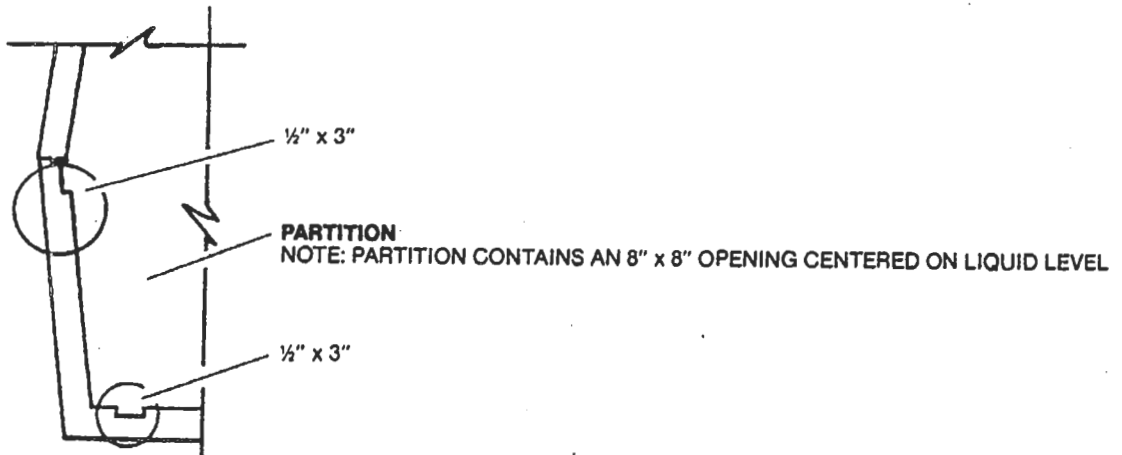 ½" x 3"
PARTITION
NOTE: PARTITION CONTAINS AN 8" x 8" OPENING CENTERED ON LIQUID LEVEL
½" x 3"